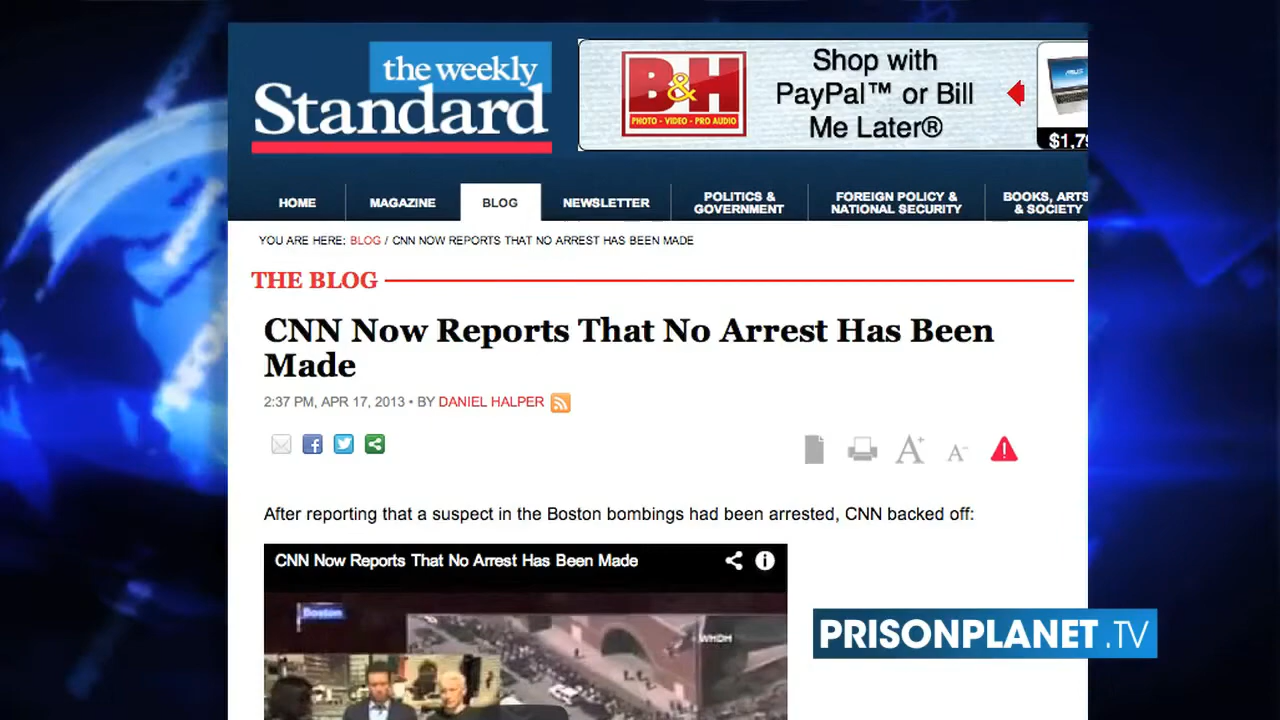 the weekly
Standard
B&H
PHOTO - VIDEO - PRO AUDIO
Shop with
PayPal™ or Bill
Me Later®
ASUS
HOME
MAGAZINE
BLOG
NEWSLETTER
POLITICS &
GOVERNMENT
FOREIGN POLICY &
NATIONAL SECURITY
BOOKS, ARTS
& SOCIETY
YOU ARE HERE: BLOG / CNN NOW REPORTS THAT NO ARREST HAS BEEN MADE
THE BLOG
CNN Now Reports That No Arrest Has Been
Made
2:37 PM, APR 17, 2013 • BY DANIEL HALPER
A+ A-
After reporting that a suspect in the Boston bombings had been arrested, CNN backed off:
CNN Now Reports That No Arrest Has Been Made
Boston
WHDH
PRISONPLANET.TV